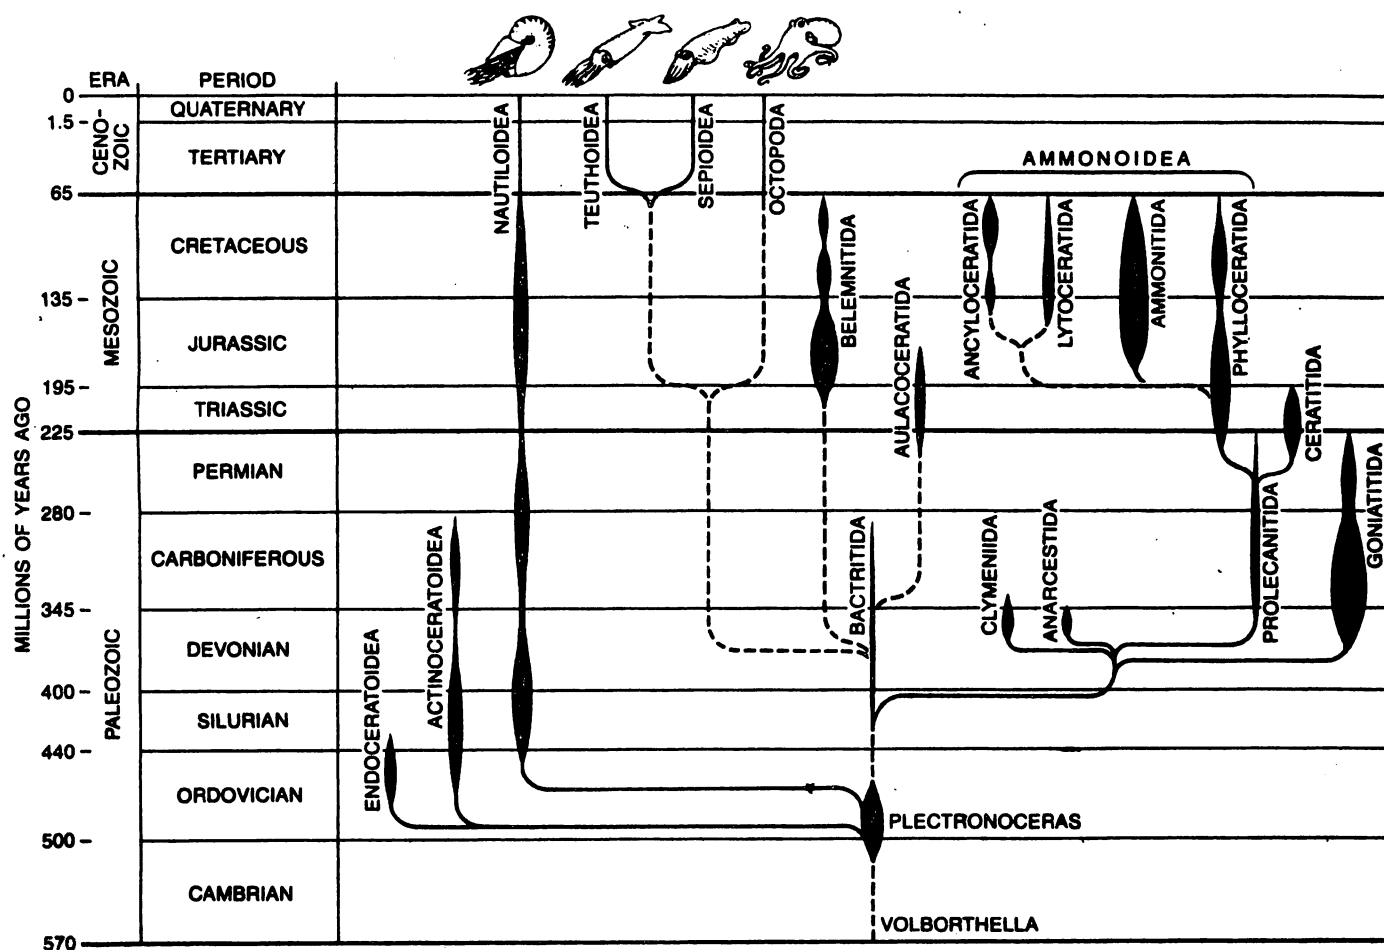 ERA PERIOD
0
QUATERNARY
1.5
CENO-
ZOIC
TERTIARY
65
CRETACEOUS
135
MESOZOIC
JURASSIC
195
TRIASSIC
225
PERMIAN
280
CARBONIFEROUS
345
PALEOZOIC
DEVONIAN
400
SILURIAN
440
ORDOVICIAN
500
CAMBRIAN
570
MILLIONS OF YEARS AGO
ENDOCERATOIDEA
ACTINOCERATOIDEA
NAUTILOIDEA
TEUTHOIDEA
SEPIOIDEA
OCTOPODA
BELEMNITIDA
AULACOCERATIDA
BACTRITIDA
AMMONOIDEA
ANCYLOCERATIDA
LYTOCERATIDA
AMMONITIDA
PHYLLOCERATIDA
CERATITIDA
CLYMENIIDA
ANARCESTIDA
PROLECANITIDA
GONIATITIDA
PLECTRONOCERAS
VOLBORTHELLA